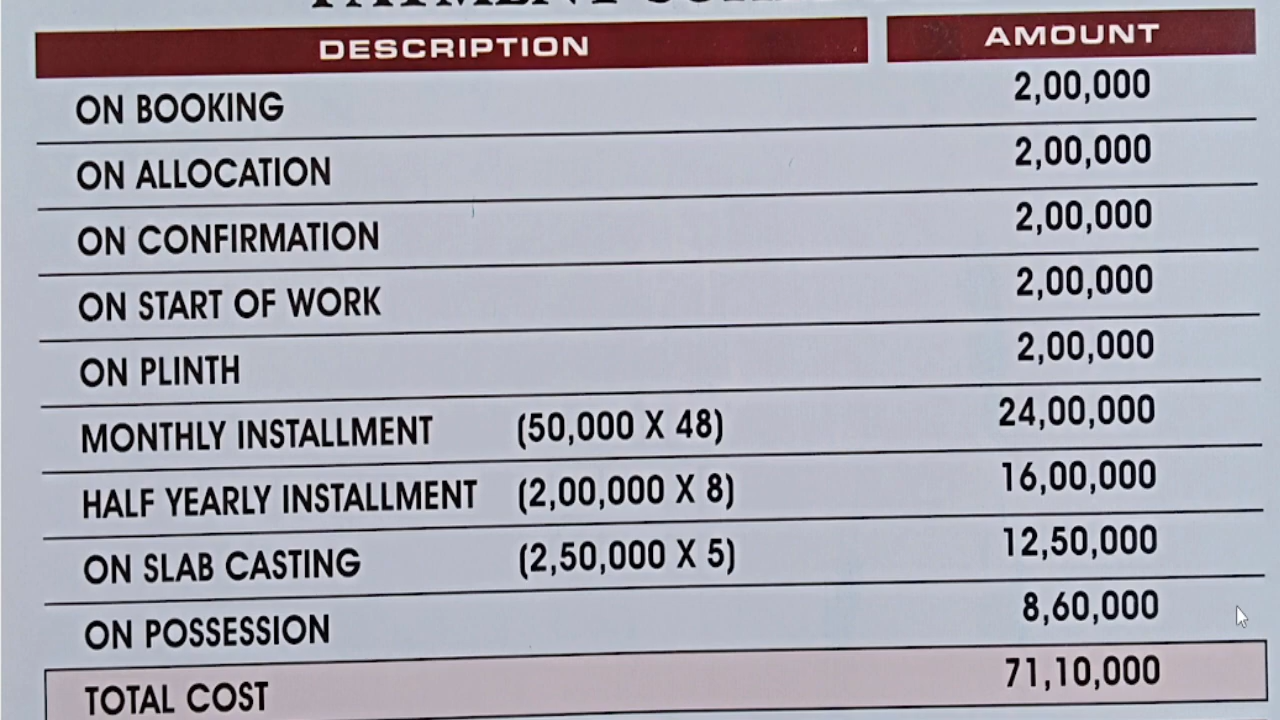 DESCRIPTION AMOUNT
ON BOOKING 2,00,000
ON ALLOCATION 2,00,000
ON CONFIRMATION 2,00,000
ON START OF WORK 2,00,000
ON PLINTH 2,00,000
MONTHLY INSTALLMENT (50,000 X 48) 24,00,000
HALF YEARLY INSTALLMENT (2,00,000 X 8) 16,00,000
ON SLAB CASTING (2,50,000 X 5) 12,50,000
ON POSSESSION 8,60,000
TOTAL COST 71,10,000